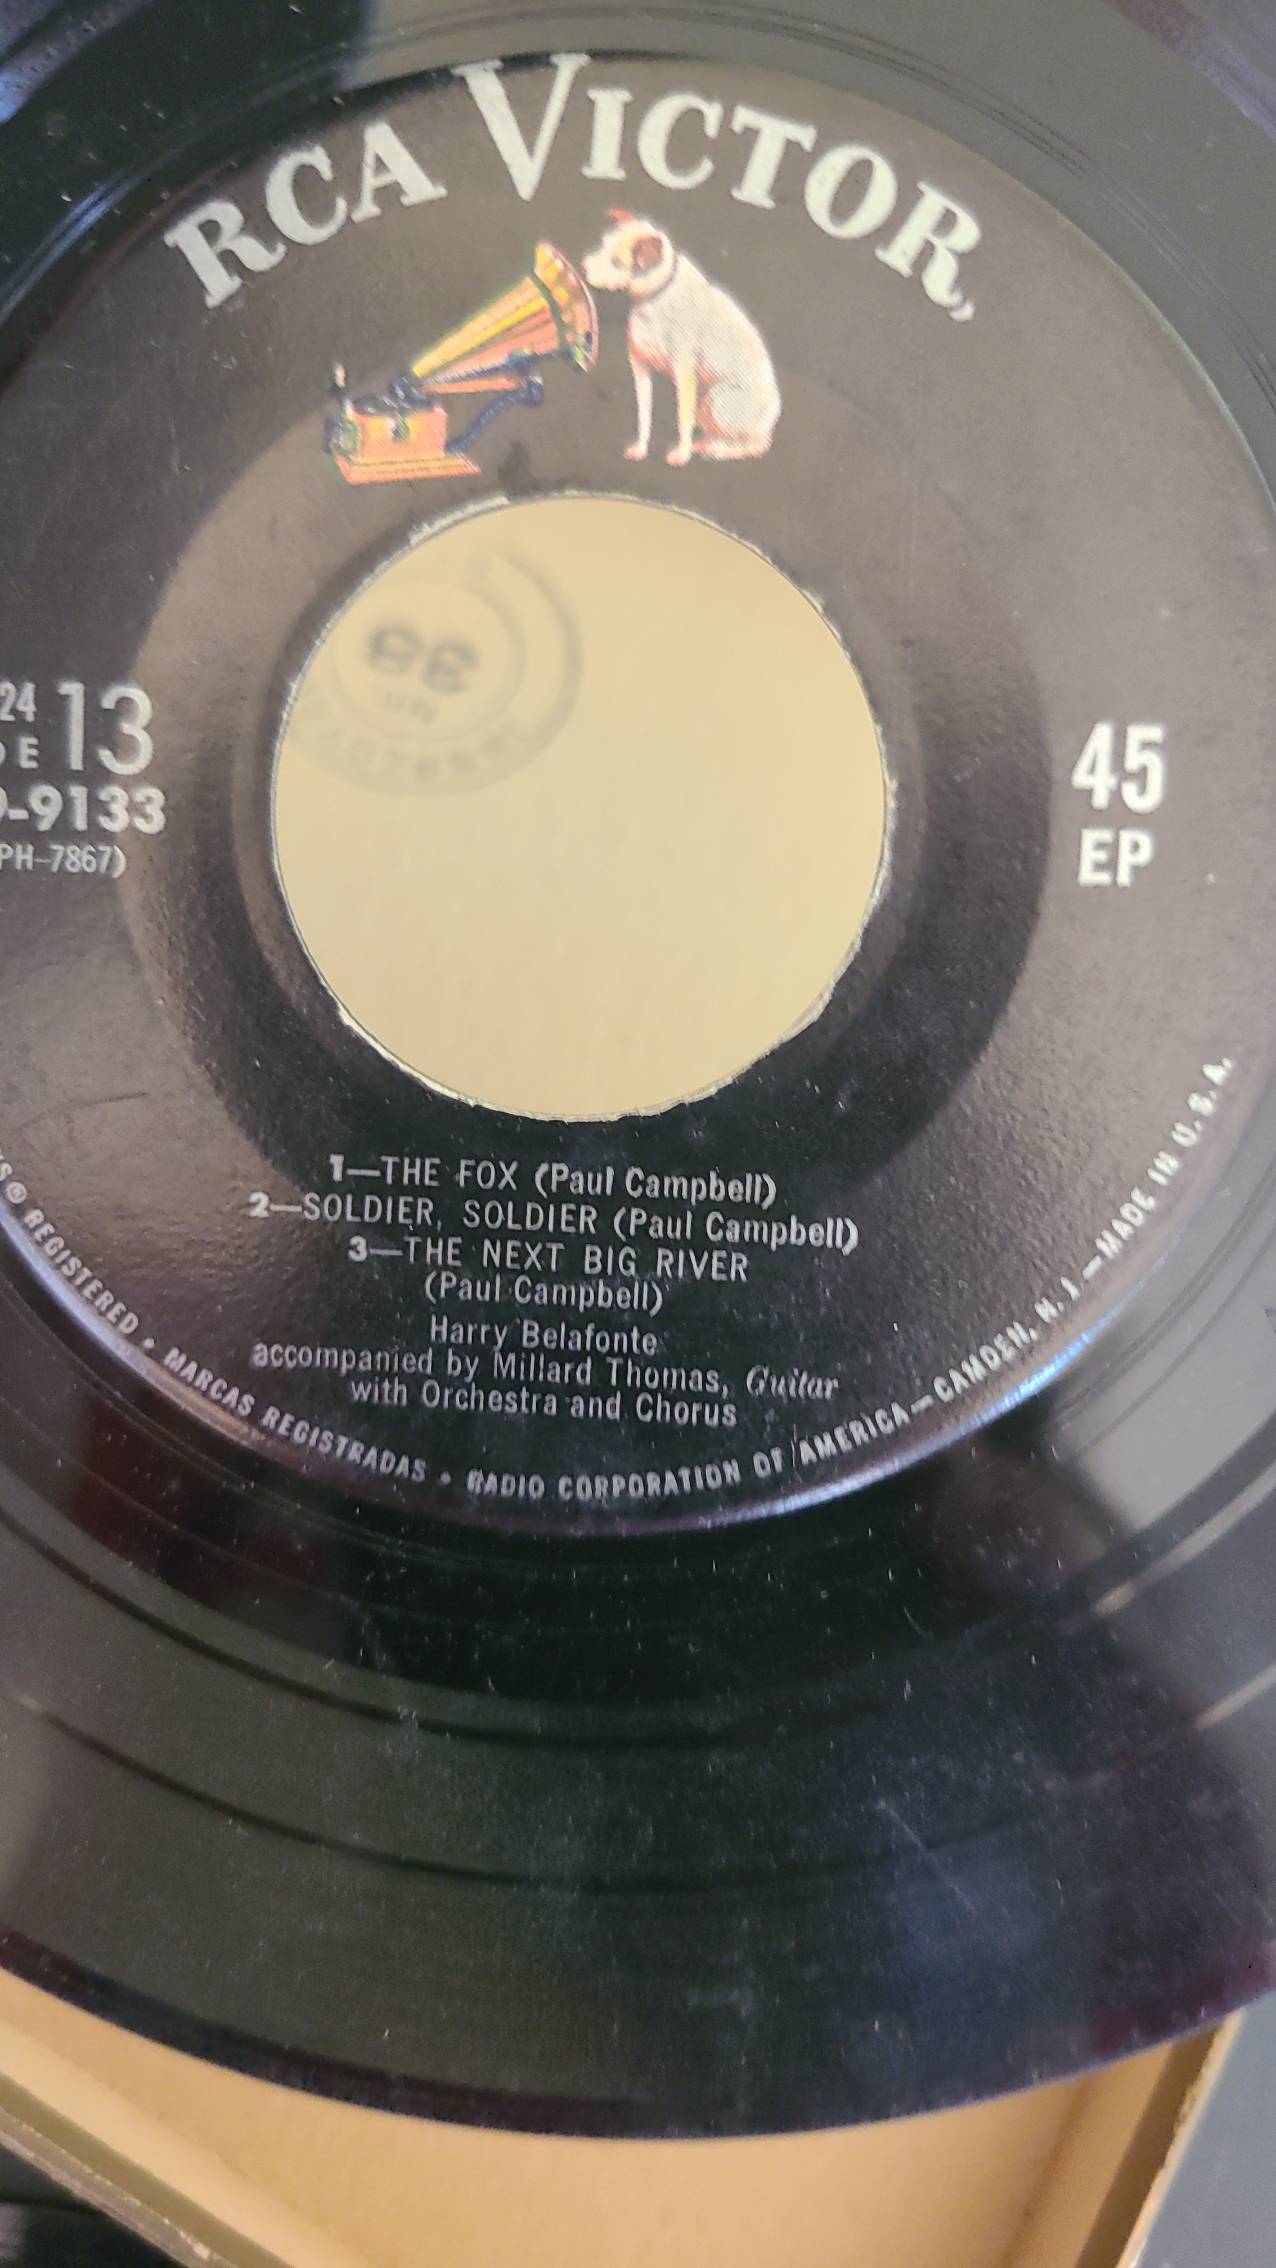 RCA VICTOR
24
13
-9133
PH-7867)
45
EP
1—THE FOX (Paul Campbell)
2—SOLDIER, SOLDIER (Paul Campbell)
3—THE NEXT BIG RIVER
(Paul Campbell)
Harry Belafonte
accompanied by Millard Thomas, Guitar
with Orchestra and Chorus
® REGISTERED • MARCAS REGISTRADAS • RADIO CORPORATION OF AMERICA—CAMDEN, N. J.—MADE IN U. S. A.